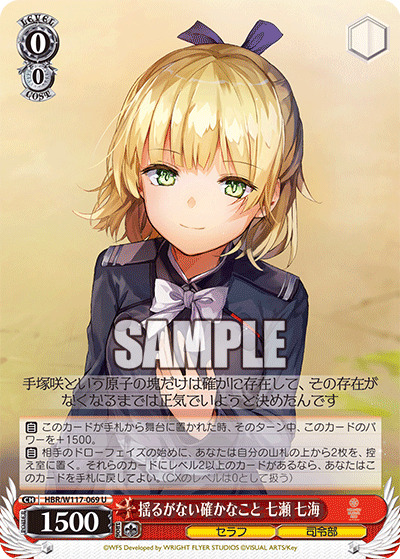 LEVEL
0
0
COST
SAMPLE
手塚咲という原子の塊だけは確かに存在して、その存在が
なくなるまでは正気でいようと決めたんです
自 このカードが手札から舞台に置かれた時、そのターン中、このカードのパ
ワーを+1500。
自 相手のドローフェイズの始めに、あなたは自分の山札の上から2枚を、控
え室に置く。それらのカードにレベル2以上のカードがあるなら、あなたはこ
のカードを手札に戻す。（CXのレベルは0として扱う）
CH HBR/W117-069 U
1500
揺るがない確かなこと 七瀬 七海
セラフ 司令部
©WFS Developed by WRIGHT FLYER STUDIOS ©VISUAL ARTS/Key